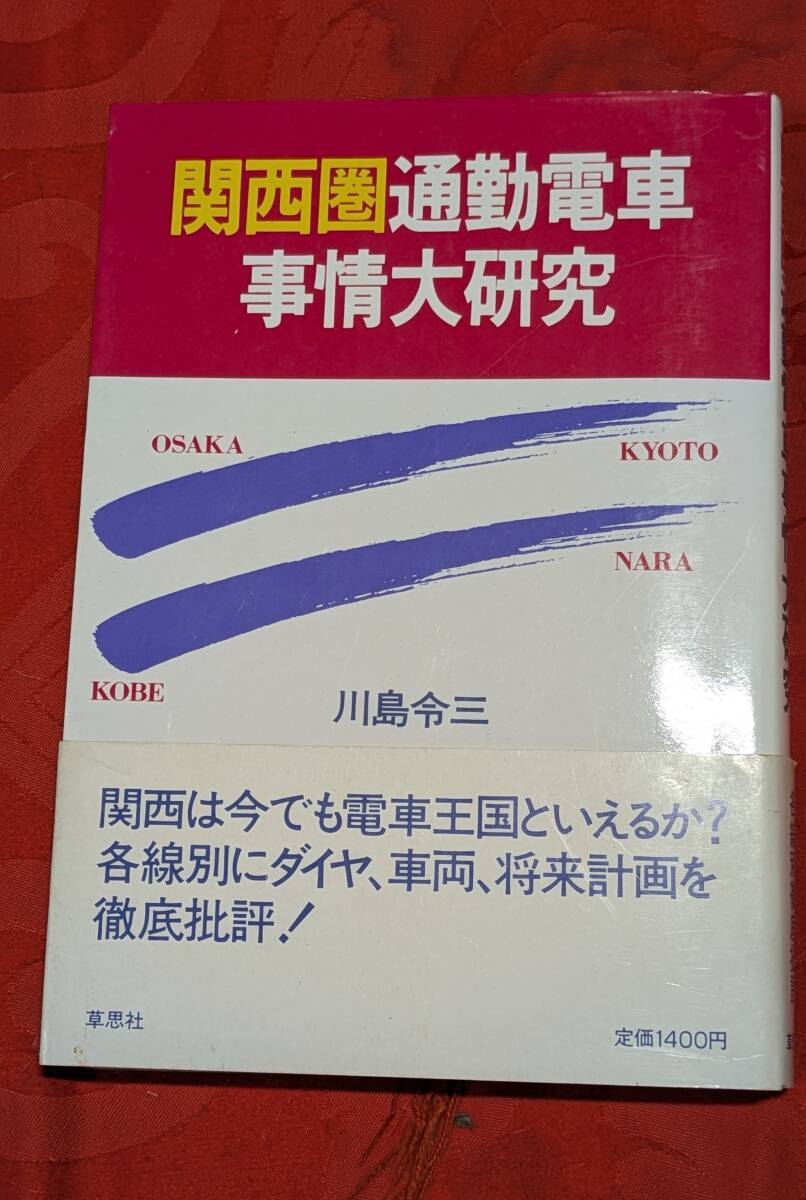 関西圏通勤電車
事情大研究
OSAKA
KYOTO
NARA
KOBE
川島令三
関西は今でも電車王国といえるか?
各線別にダイヤ、車両、将来計画を
徹底批評!
草思社
定価1400円